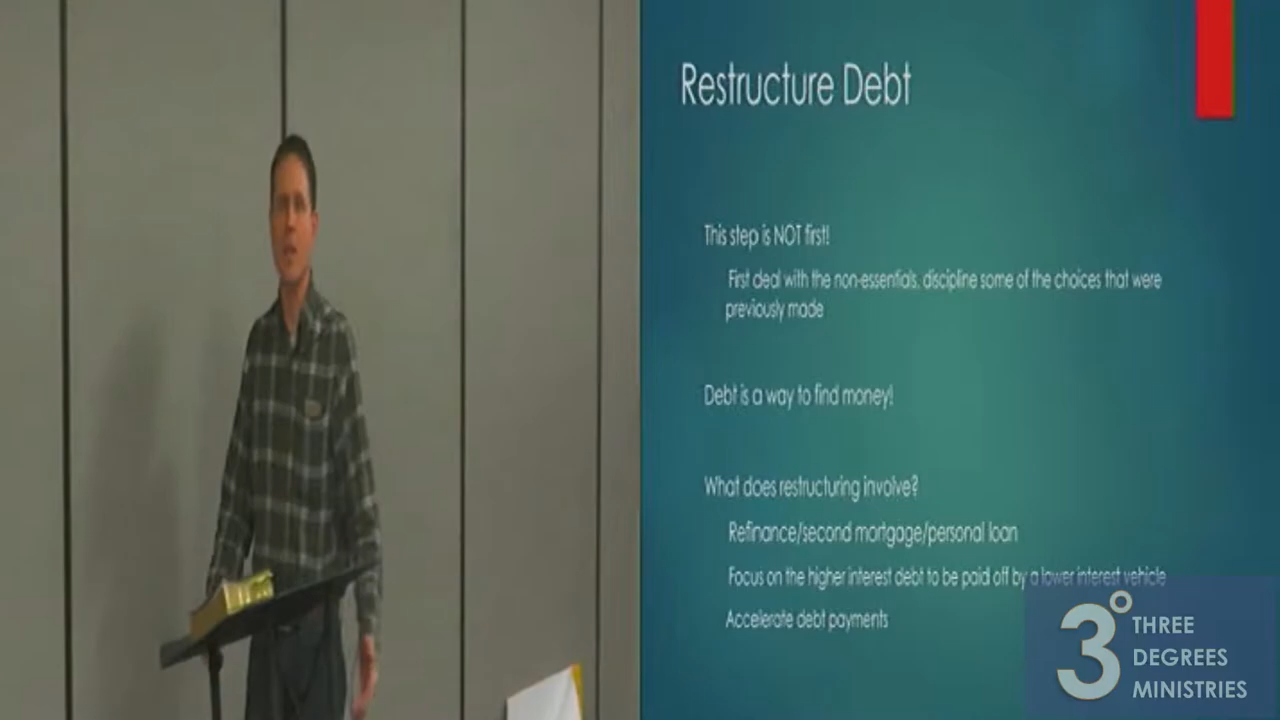 Restructure Debt
This step is NOT first!
First deal with the non-essentials, discipline some of the choices that were
previously made
Debt is a way to find money!
What does restructuring involve?
Refinance/second mortgage/personal loan
Focus on the higher interest debt to be paid off by a lower interest vehicle
Accelerate debt payments
3° THREE
DEGREES
MINISTRIES